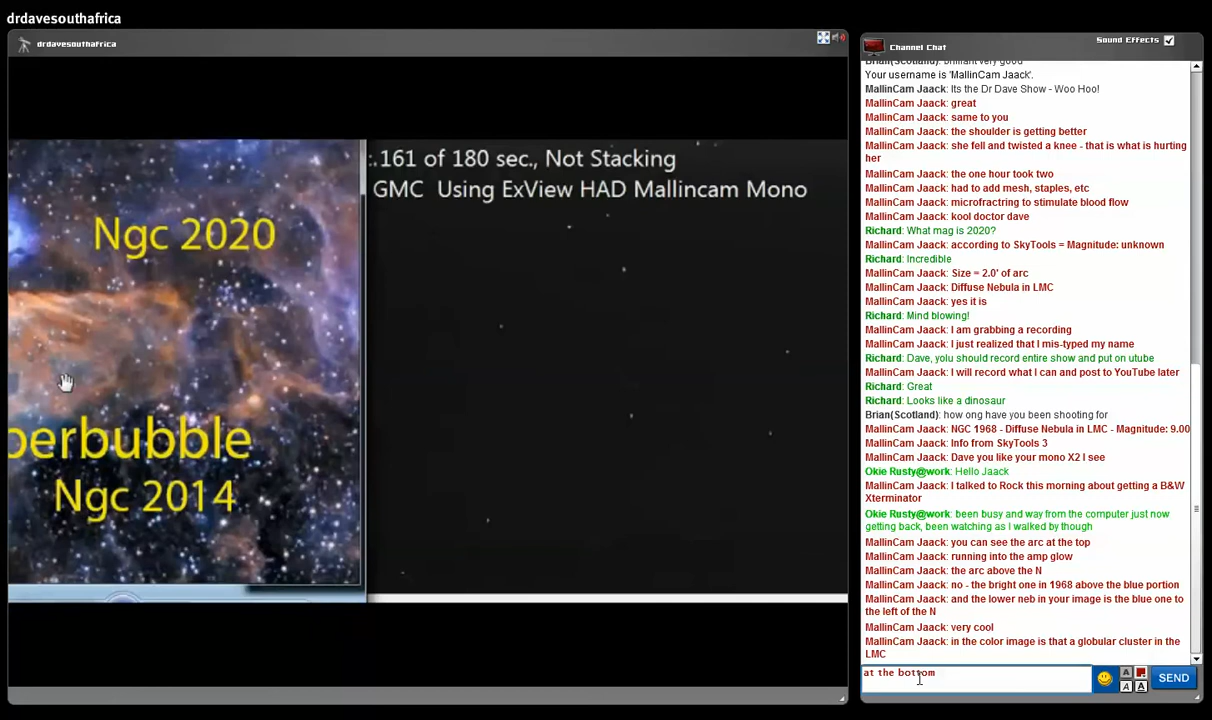 drdavesouthafrica
drdavesouthafrica
Ngc 2020
perbubble
Ngc 2014
:.161 of 180 sec., Not Stacking
GMC Using ExView HAD Mallincam Mono
Channel Chat
Sound Effects
Brian(Scotland): brilliant very good
Your username is 'MallinCam Jaack'.
MallinCam Jaack: Its the Dr Dave Show - Woo Hoo!
MallinCam Jaack: great
MallinCam Jaack: same to you
MallinCam Jaack: the shoulder is getting better
MallinCam Jaack: she fell and twisted a knee - that is what is hurting
her
MallinCam Jaack: the one hour took two
MallinCam Jaack: had to add mesh, staples, etc
MallinCam Jaack: microfractring to stimulate blood flow
MallinCam Jaack: kool doctor dave
Richard: What mag is 2020?
MallinCam Jaack: according to SkyTools = Magnitude: unknown
Richard: Incredible
MallinCam Jaack: Size = 2.0' of arc
MallinCam Jaack: Diffuse Nebula in LMC
MallinCam Jaack: yes it is
Richard: Mind blowing!
MallinCam Jaack: I am grabbing a recording
MallinCam Jaack: I just realized that I mis-typed my name
Richard: Dave, yolu should record entire show and put on utube
MallinCam Jaack: I will record what I can and post to YouTube later
Richard: Great
Richard: Looks like a dinosaur
Brian(Scotland): how ong have you been shooting for
MallinCam Jaack: NGC 1968 - Diffuse Nebula in LMC - Magnitude: 9.00
MallinCam Jaack: Info from SkyTools 3
MallinCam Jaack: Dave you like your mono X2 I see
Okie Rusty@work: Hello Jaack
MallinCam Jaack: I talked to Rock this morning about getting a B&W
Xterminator
Okie Rusty@work: been busy and way from the computer just now
getting back, been watching as I walked by though
MallinCam Jaack: you can see the arc at the top
MallinCam Jaack: running into the amp glow
MallinCam Jaack: the arc above the N
MallinCam Jaack: no - the bright one in 1968 above the blue portion
MallinCam Jaack: and the lower neb in your image is the blue one to
the left of the N
MallinCam Jaack: very cool
MallinCam Jaack: in the color image is that a globular cluster in the
LMC
at the bottom
A
A
A
SEND